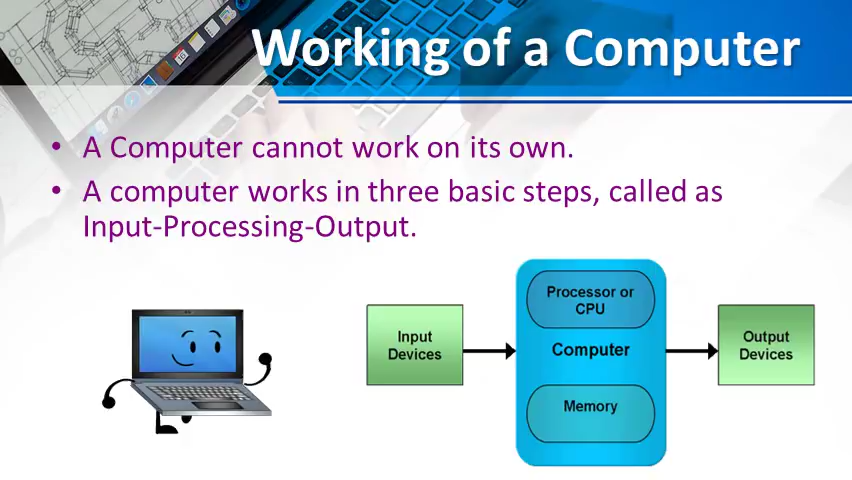 Working of a Computer
• A Computer cannot work on its own.
• A computer works in three basic steps, called as
Input-Processing-Output.
Input
Devices
Processor or
CPU
Computer
Memory
Output
Devices